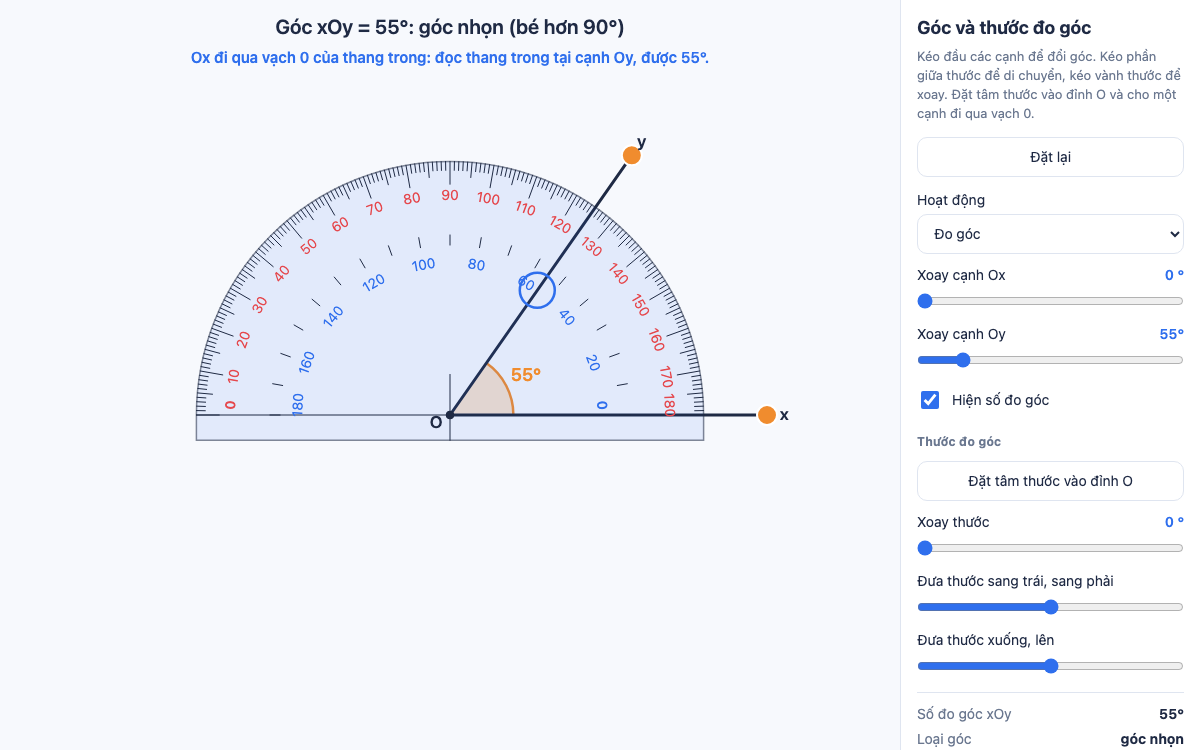 Góc xOy = 55°: góc nhọn (bé hơn 90°)
Ox đi qua vạch 0 của thang trong: đọc thang trong tại cạnh Oy, được 55°.
y
0 10 20 30 40 50 60 70 80 90 100 110 120 130 140 150 160 170 180
180 160 140 120 100 80 60 40 20 0
55°
O
x
Góc và thước đo góc
Kéo đầu các cạnh để đổi góc. Kéo phần
giữa thước để di chuyển, kéo vành thước để
xoay. Đặt tâm thước vào đỉnh O và cho một
cạnh đi qua vạch 0.
Đặt lại
Hoạt động
Đo góc
Xoay cạnh Ox 0 °
Xoay cạnh Oy 55°
Hiện số đo góc
Thước đo góc
Đặt tâm thước vào đỉnh O
Xoay thước 0 °
Đưa thước sang trái, sang phải
Đưa thước xuống, lên
Số đo góc xOy 55°
Loại góc góc nhọn